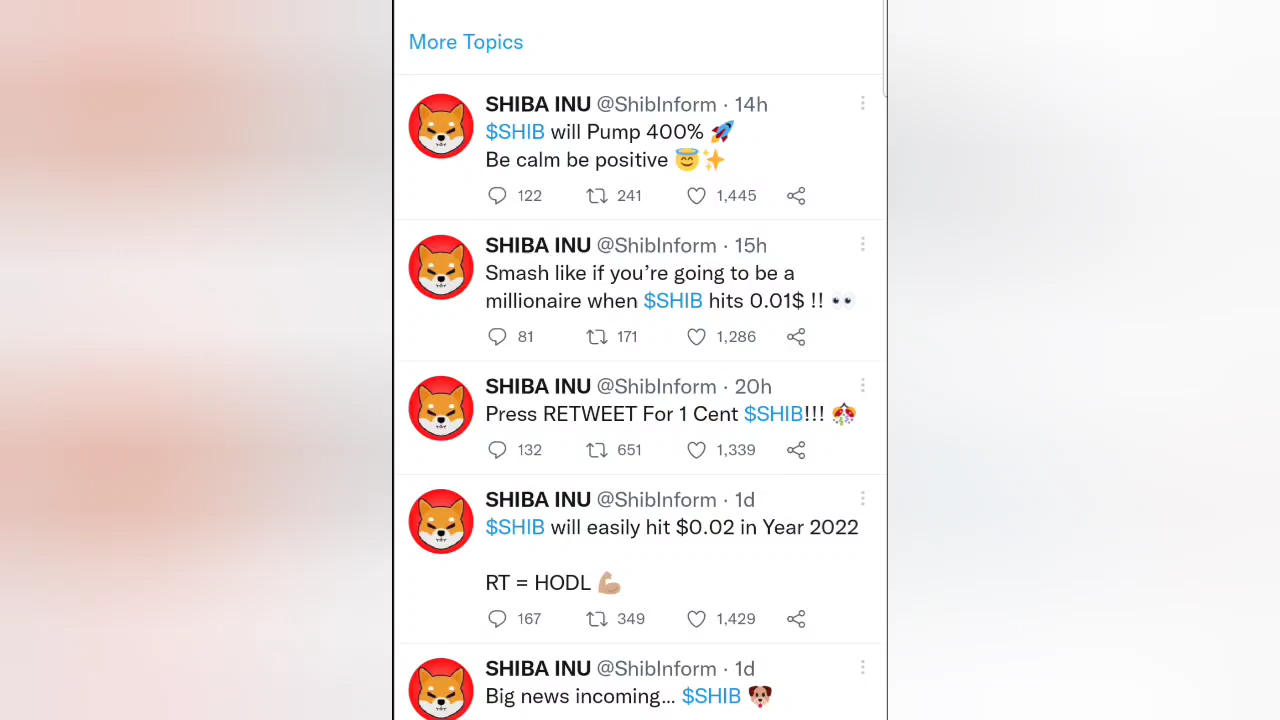 More Topics
SHIBA INU @ShibInform · 14h
$SHIB will Pump 400% 🚀
Be calm be positive 😇✨
122 241 1,445
SHIBA INU @ShibInform · 15h
Smash like if you’re going to be a
millionaire when $SHIB hits 0.01$ !! 👀
81 171 1,286
SHIBA INU @ShibInform · 20h
Press RETWEET For 1 Cent $SHIB!!! 🎊
132 651 1,339
SHIBA INU @ShibInform · 1d
$SHIB will easily hit $0.02 in Year 2022
RT = HODL 💪🏼
167 349 1,429
SHIBA INU @ShibInform · 1d
Big news incoming... $SHIB 🐶